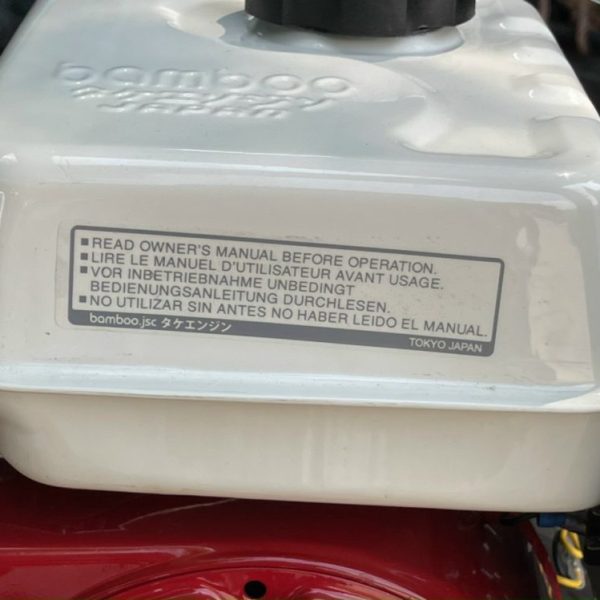 bamboo
Japan
▪READ OWNER'S MANUAL BEFORE OPERATION.
▪LIRE LE MANUEL D'UTILISATEUR AVANT USAGE.
▪VOR INBETRIEBNAHME UNBEDINGT
BEDIENUNGSANLEITUNG DURCHLESEN.
▪NO UTILIZAR SIN ANTES NO HABER LEIDO EL MANUAL.
bamboo.jsc タケエンジン
TOKYO JAPAN